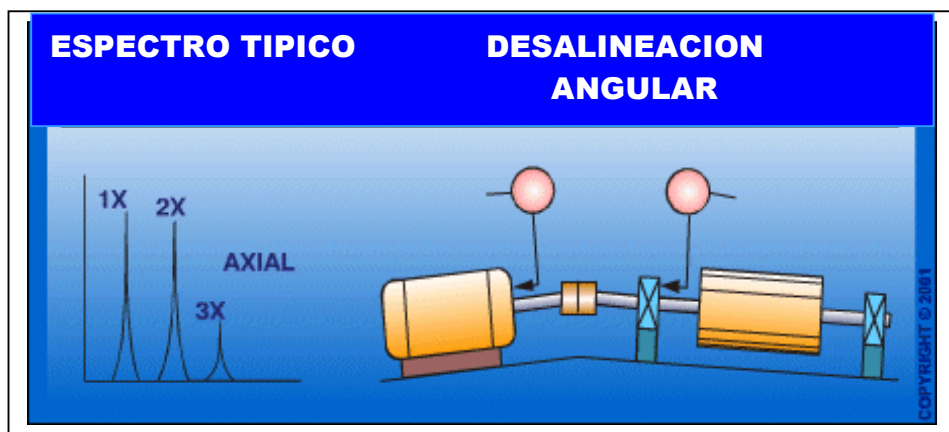 ESPECTRO TIPICO
DESALINEACION
ANGULAR
1X
2X
AXIAL
3X
COPYRIGHT © 2001